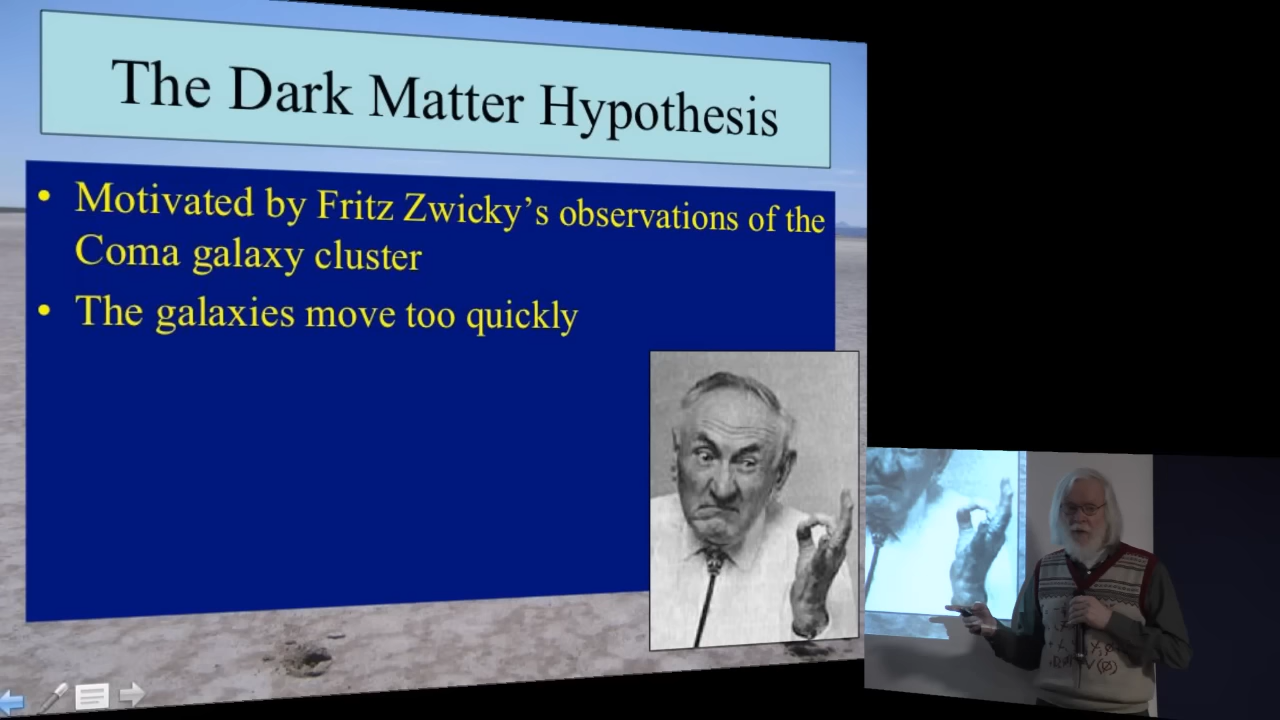 The Dark Matter Hypothesis
• Motivated by Fritz Zwicky’s observations of the
Coma galaxy cluster
• The galaxies move too quickly
V(Ø)